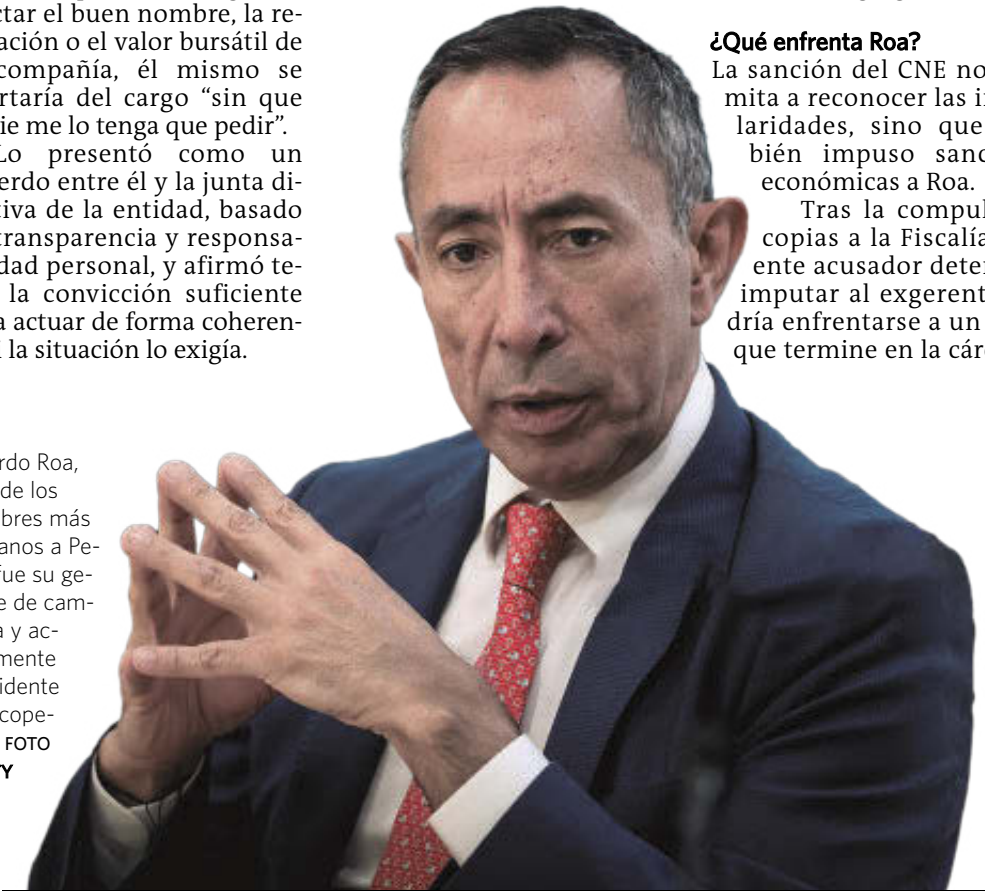 ctar el buen nombre, la re-
ación o el valor bursátil de
compañía, él mismo se
rtaría del cargo “sin que
ie me lo tenga que pedir”.
Lo presentó como un
erdo entre él y la junta di-
tiva de la entidad, basado
transparencia y responsa-
dad personal, y afirmó te-
la convicción suficiente
a actuar de forma coheren-
i la situación lo exigía.
rdo Roa,
de los
bres más
anos a Pe-
fue su ge-
e de cam-
a y ac-
mente
idente
cope-
FOTO
TY
¿Qué enfrenta Roa?
La sanción del CNE no
mita a reconocer las i
laridades, sino que
bién impuso sanc
económicas a Roa.
Tras la compul
copias a la Fiscalía
ente acusador deter
imputar al exgerent
dría enfrentarse a un
que termine en la cárc